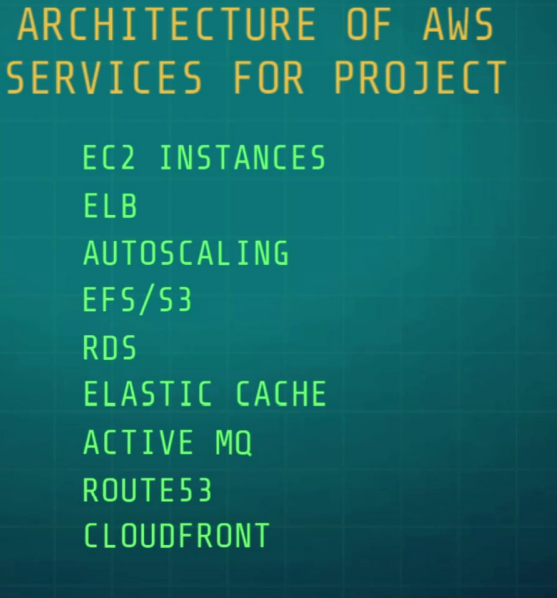 ARCHITECTURE OF AWS
SERVICES FOR PROJECT
EC2 INSTANCES
ELB
AUTOSCALING
EFS/S3
RDS
ELASTIC CACHE
ACTIVE MQ
ROUTE53
CLOUDFRONT